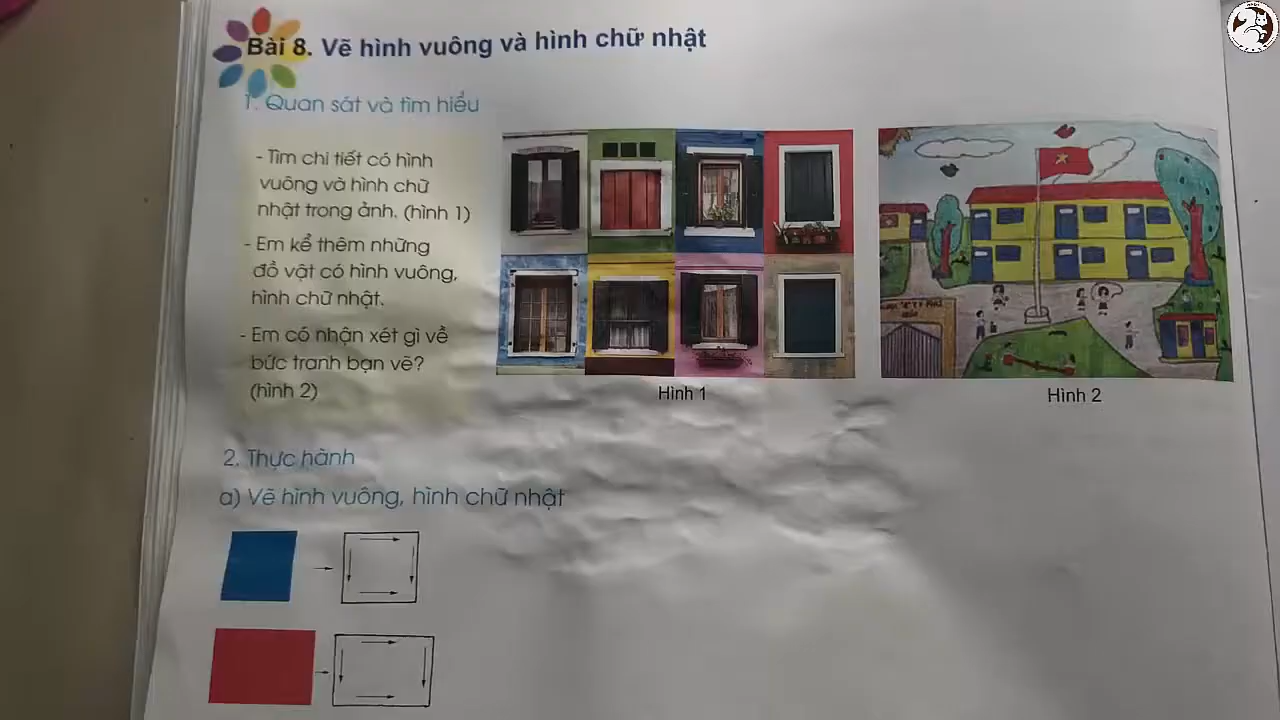 Bài 8. Vẽ hình vuông và hình chữ nhật
1. Quan sát và tìm hiểu
- Tìm chi tiết có hình
vuông và hình chữ
nhật trong ảnh. (hình 1)
- Em kể thêm những
đồ vật có hình vuông,
hình chữ nhật.
- Em có nhận xét gì về
bức tranh bạn vẽ?
(hình 2)
Hình 1
Hình 2
2. Thực hành
a) Vẽ hình vuông, hình chữ nhật